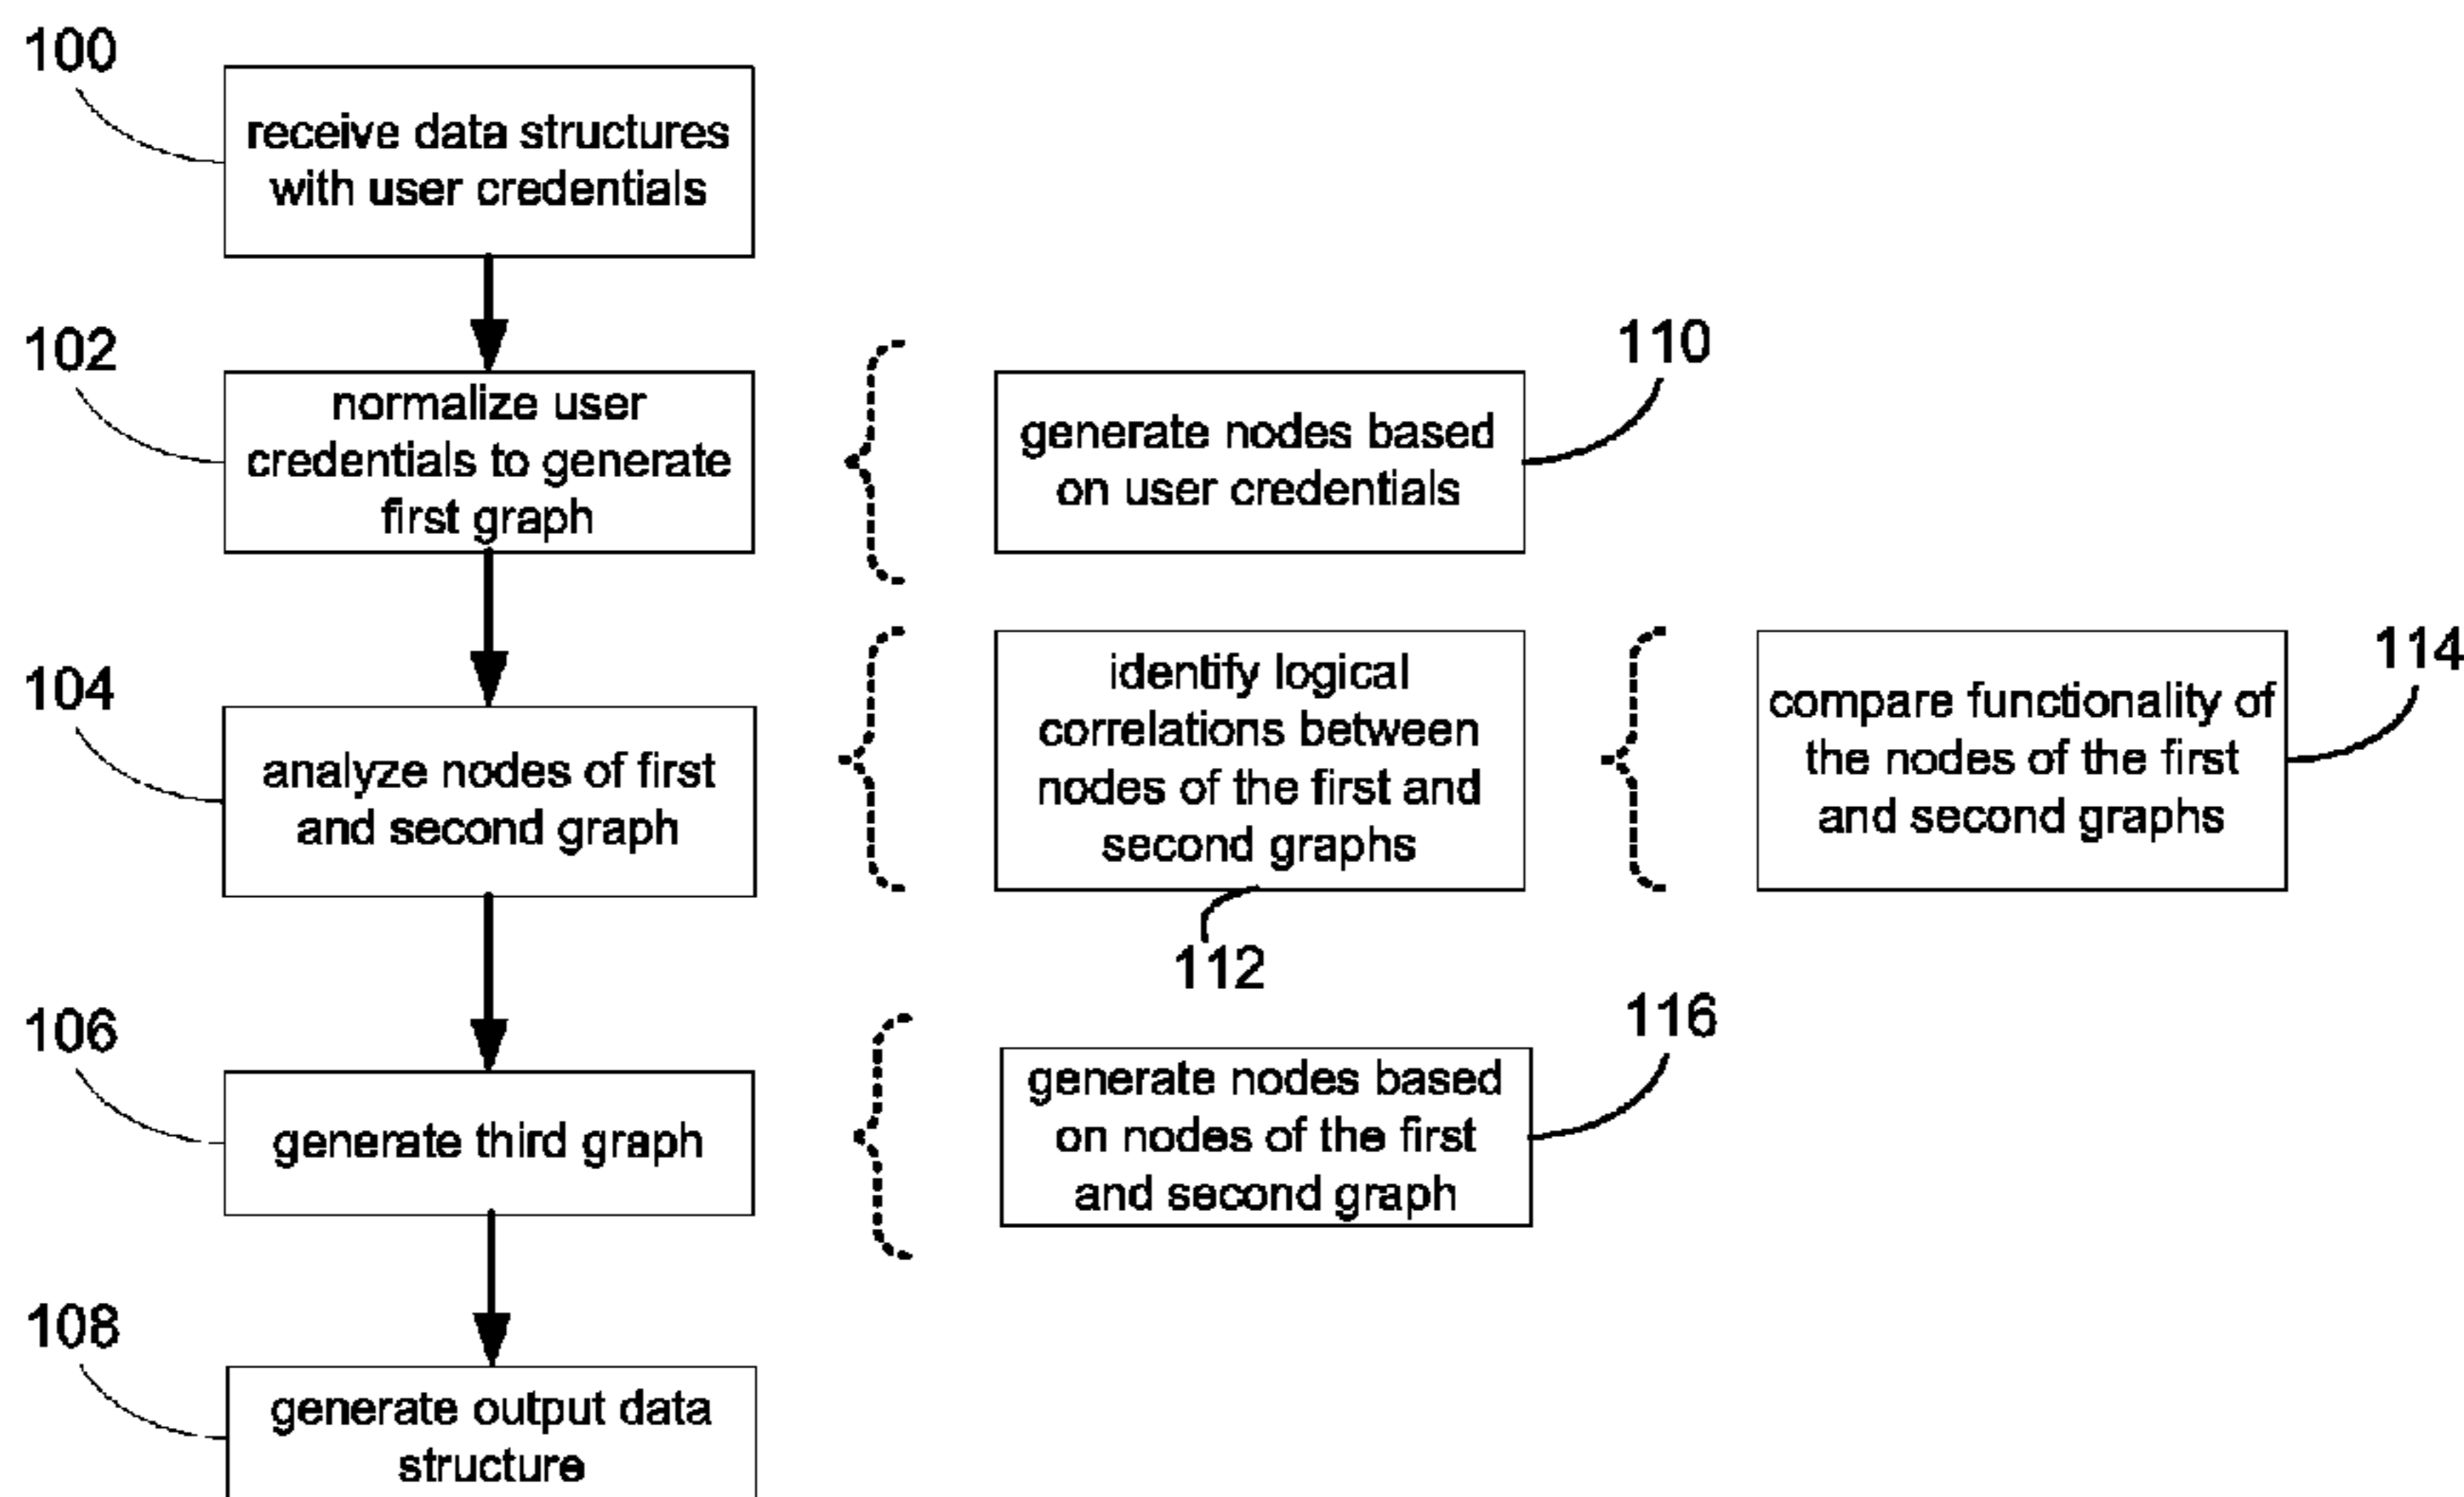 100
receive data structures
with user credentials
102
normalize user
credentials to generate
first graph
110
generate nodes based
on user credentials
104
analyze nodes of first
and second graph
identify logical
correlations between
nodes of the first and
second graphs
112
114
compare functionality of
the nodes of the first
and second graphs
106
generate third graph
116
generate nodes based
on nodes of the first
and second graph
108
generate output data
structure